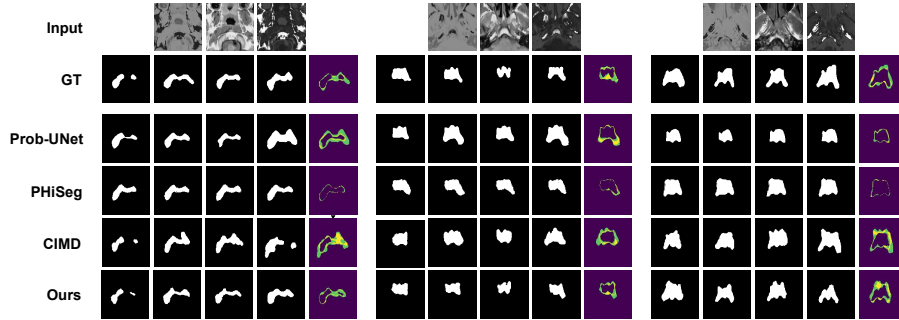 Input
GT
Prob-UNet
PHiSeg
CIMD
Ours